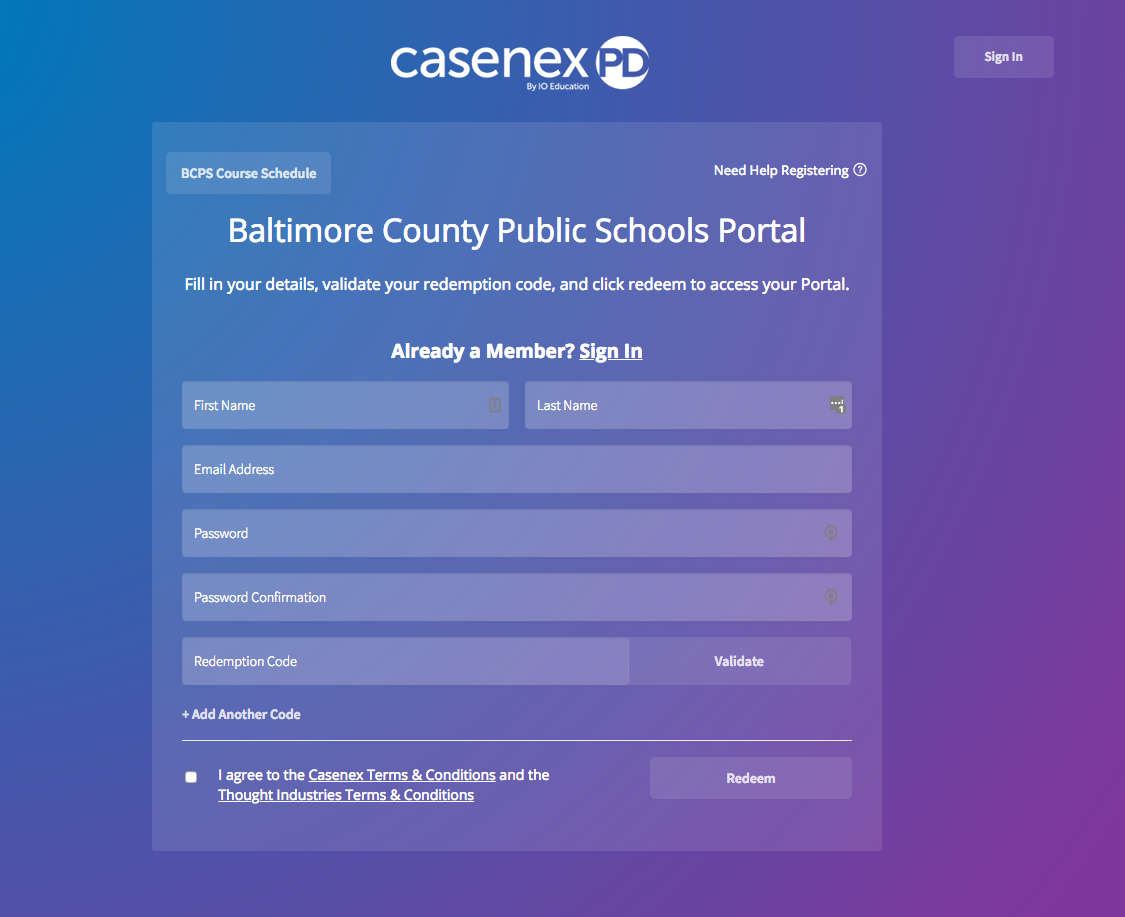 casenex PD
By IO Education
Sign In
BCPS Course Schedule
Need Help Registering ?
Baltimore County Public Schools Portal
Fill in your details, validate your redemption code, and click redeem to access your Portal.
Already a Member? Sign In
First Name
Last Name
1
Email Address
Password
Password Confirmation
Redemption Code
Validate
+ Add Another Code
I agree to the Casenex Terms & Conditions and the
Thought Industries Terms & Conditions
Redeem